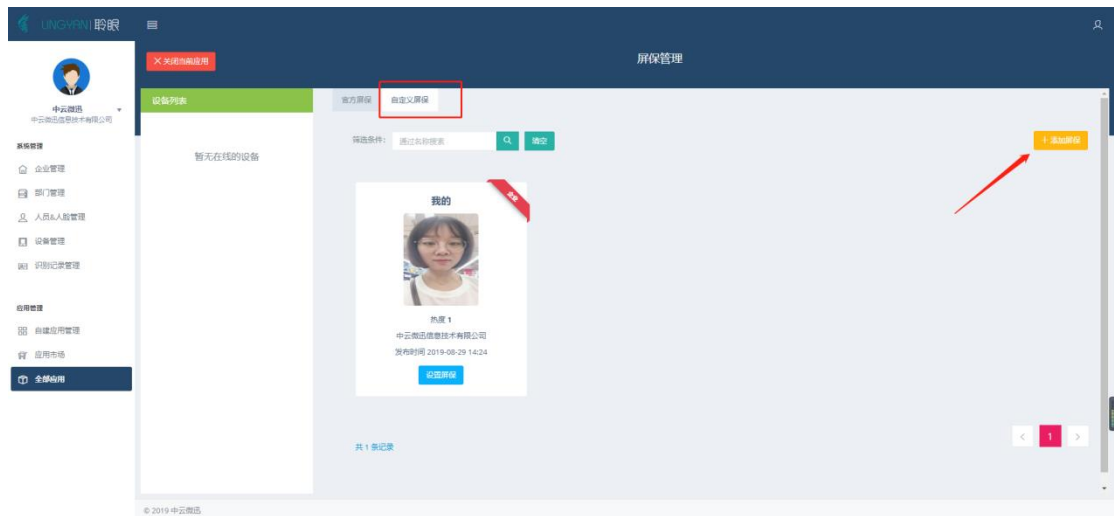 LINGYAN 聆眼
中云微迅
中云微迅信息技术有限公司
系统管理
企业管理
部门管理
人员&人脸管理
设备管理
识别记录管理
应用管理
自建应用管理
应用市场
全部应用
X 关闭当前应用
屏保管理
设备列表
暂无在线的设备
官方屏保 自定义屏保
筛选条件: 通过名称搜索 清空
+ 添加屏保
我的
热度 1
中云微迅信息技术有限公司
发布时间 2019-08-29 14:24
设置屏保
共 1 条记录
< 1 >
© 2019 中云微迅